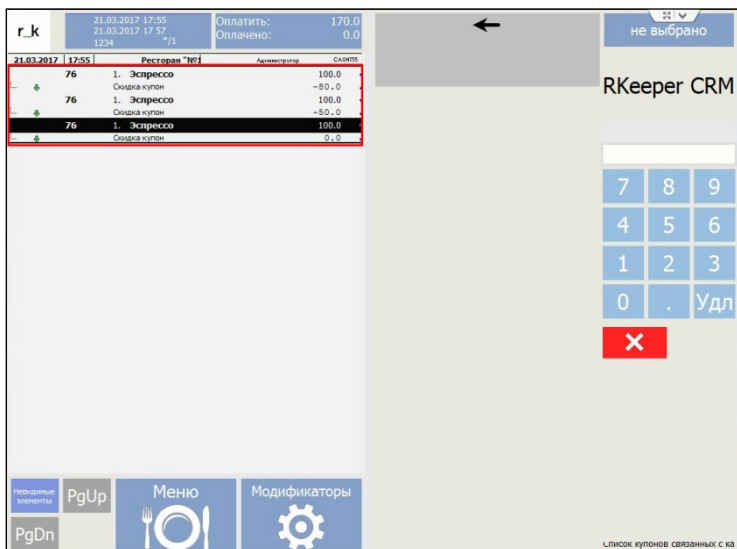 r_k
21.03.2017 17:55
21.03.2017 17 57
1234 */1
Оплатить: 170.0
Оплачено: 0.0
21.03.2017 17:55 Ресторан "№1 Администратор CASH755
76 1. Эспрессо 100.0
Скидка купон -80.0
76 1. Эспрессо 100.0
Скидка купон -50.0
76 1. Эспрессо 100.0
Скидка купон 0.0
не выбрано
RKeeper CRM
7 8 9
4 5 6
1 2 3
0 . Удл
Невидимые элементы
PgUp
PgDn
Меню
Модификаторы
Список купонов связанных с ка